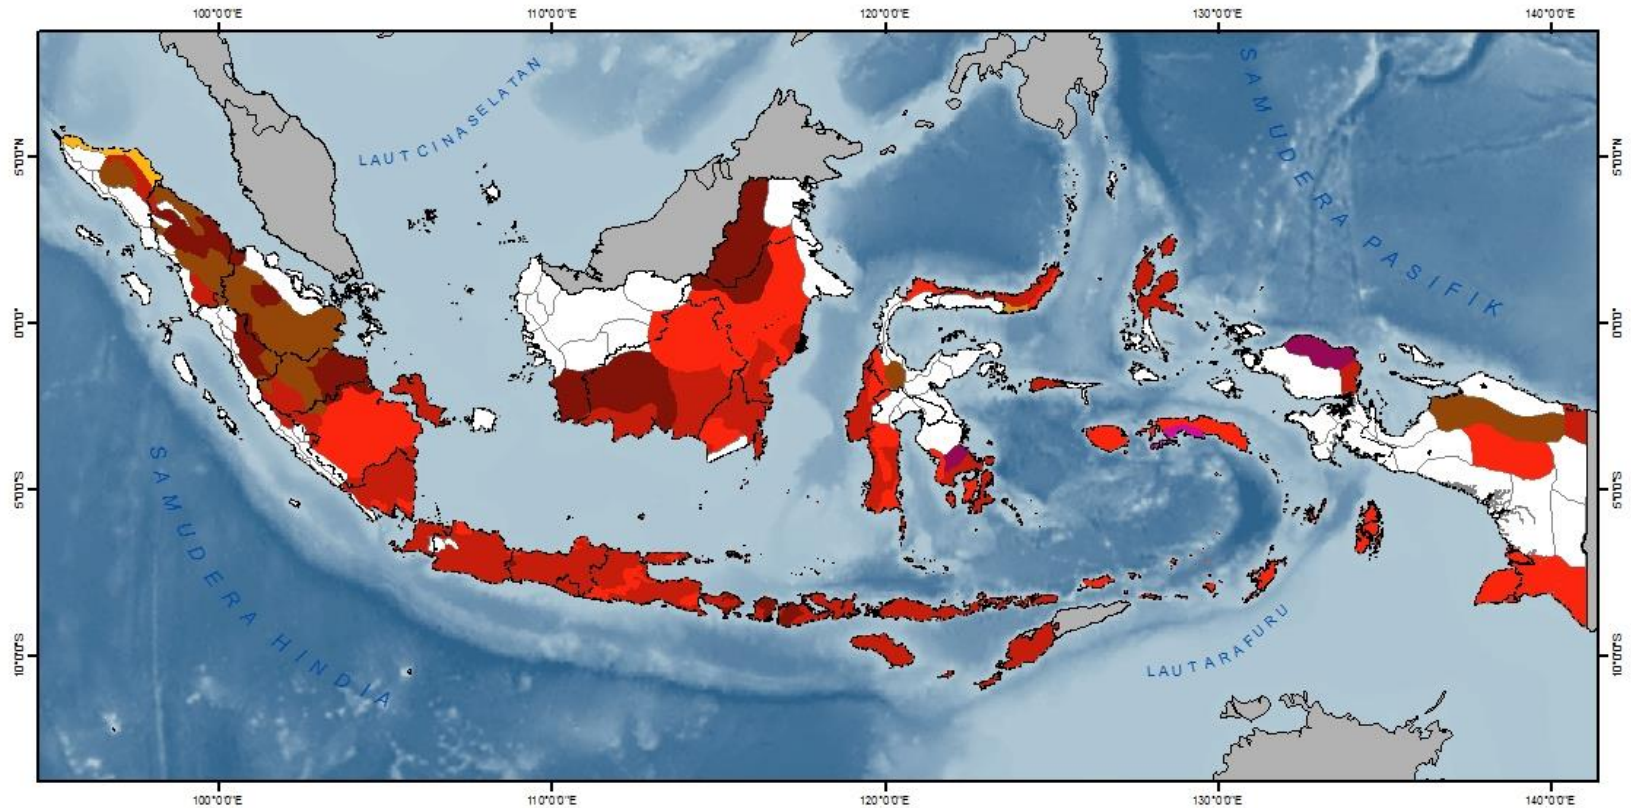 100°0'0"E 110°0'0"E 120°0'0"E 130°0'0"E 140°0'0"E
LAUT CINA SELATAN
SAMUDERA PASIFIK
5°0'0"N 5°0'0"N
0°0'0" 0°0'0"
5°0'0"S 5°0'0"S
SAMUDERA HINDIA
10°0'0"S 10°0'0"S
LAUT ARAFURU
100°0'0"E 110°0'0"E 120°0'0"E 130°0'0"E 140°0'0"E